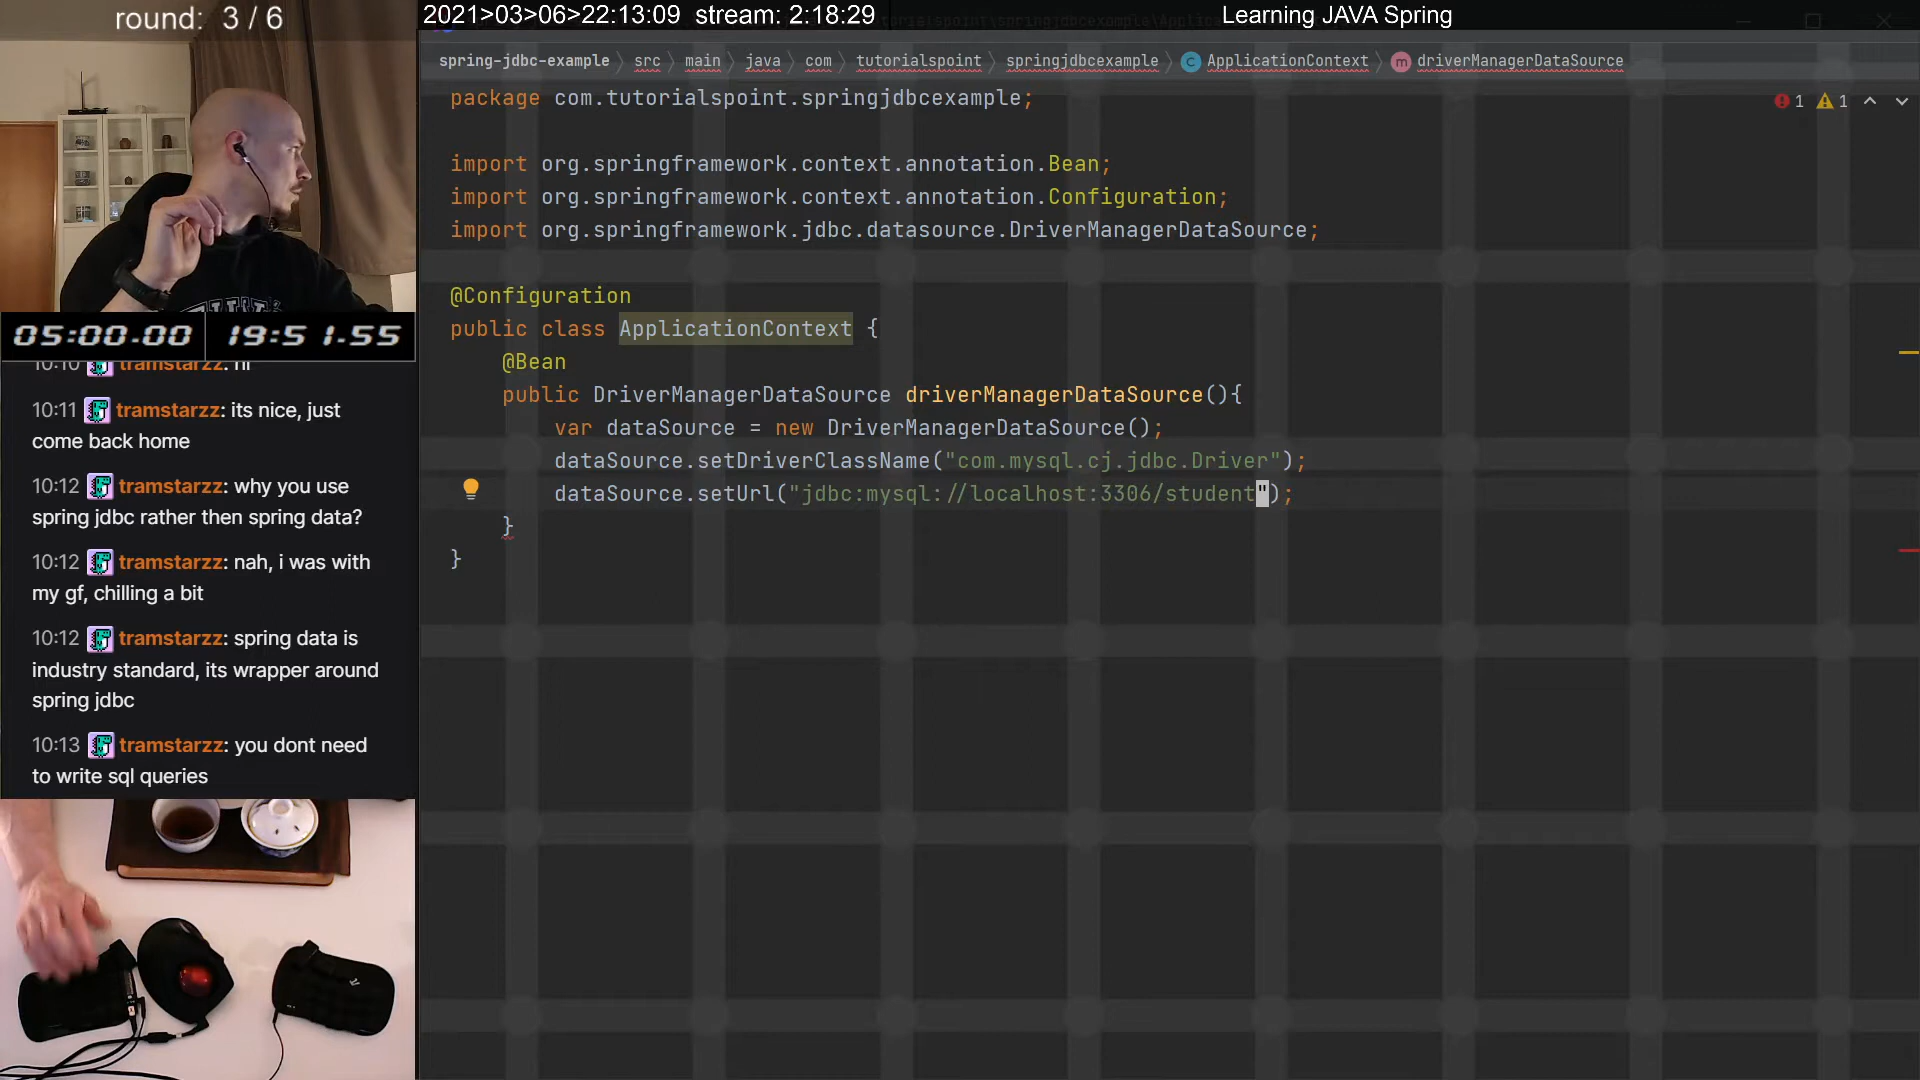 round: 3 / 6
2021>03>06>22:13:09 stream: 2:18:29
Learning JAVA Spring
spring-jdbc-example
src
main
java
com
tutorialspoint
springjdbcexample
C ApplicationContext
m driverManagerDataSource
package com.tutorialspoint.springjdbcexample;
1 1
import org.springframework.context.annotation.Bean;
import org.springframework.context.annotation.Configuration;
import org.springframework.jdbc.datasource.DriverManagerDataSource;
@Configuration
public class ApplicationContext {
@Bean
public DriverManagerDataSource driverManagerDataSource(){
var dataSource = new DriverManagerDataSource();
dataSource.setDriverClassName("com.mysql.cj.jdbc.Driver");
dataSource.setUrl("jdbc:mysql://localhost:3306/student");
}
}
05:00.00
19:51.55
10:10 tramstarzz: hi
10:11 tramstarzz: its nice, just
come back home
10:12 tramstarzz: why you use
spring jdbc rather then spring data?
10:12 tramstarzz: nah, i was with
my gf, chilling a bit
10:12 tramstarzz: spring data is
industry standard, its wrapper around
spring jdbc
10:13 tramstarzz: you dont need
to write sql queries